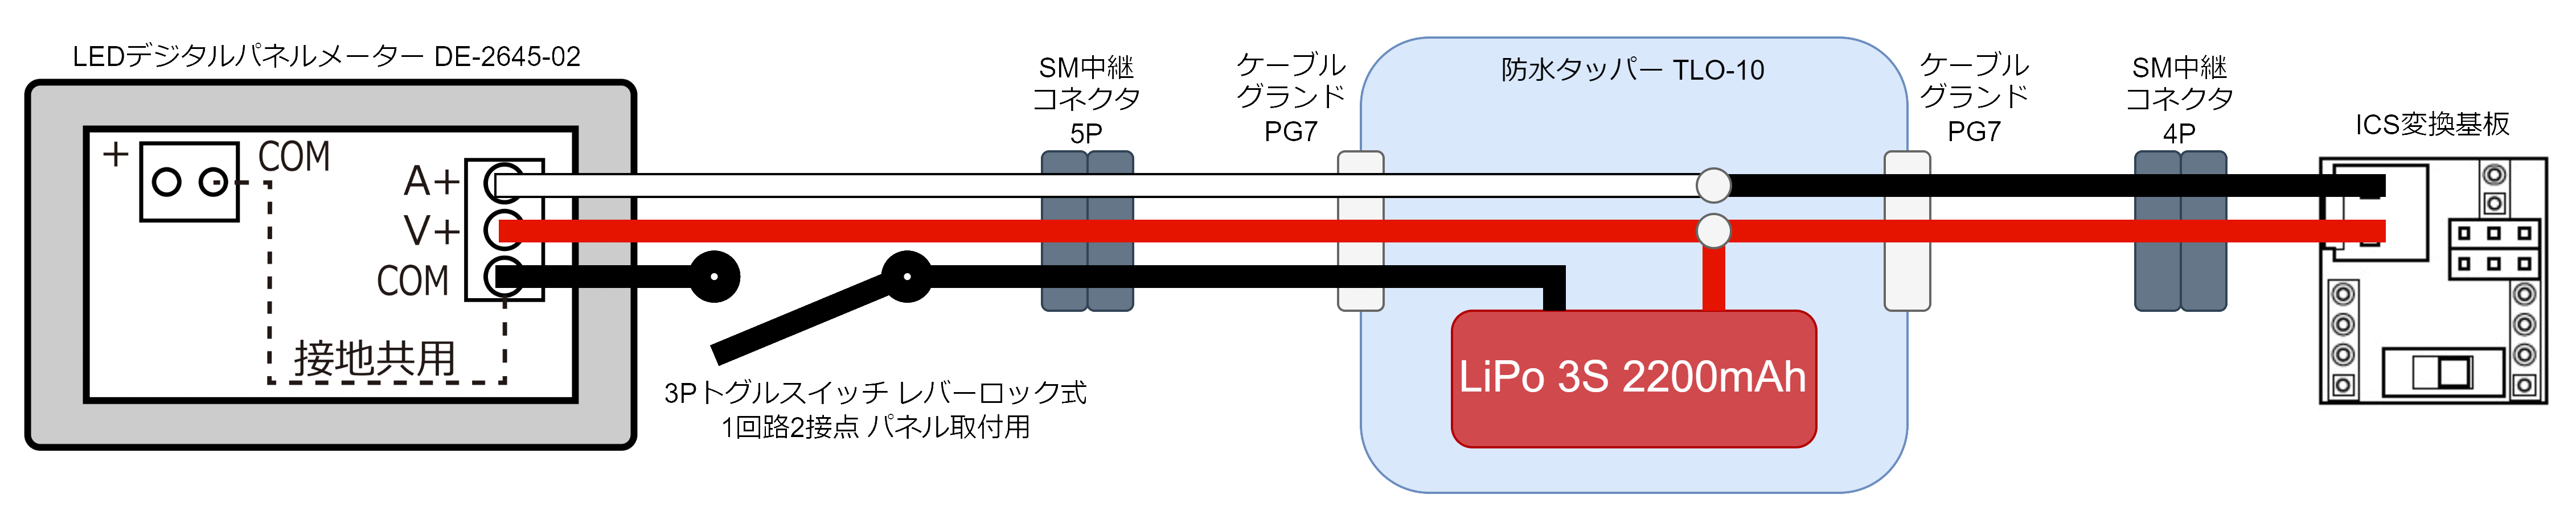 LEDデジタルパネルメーター DE-2645-02
+
COM
A+
V+
COM
接地共用
3Pトグルスイッチ レバーロック式
1回路2接点 パネル取付用
SM中継
コネクタ
5P
ケーブル
グランド
PG7
防水タッパー TLO-10
LiPo 3S 2200mAh
ケーブル
グランド
PG7
SM中継
コネクタ
4P
ICS変換基板